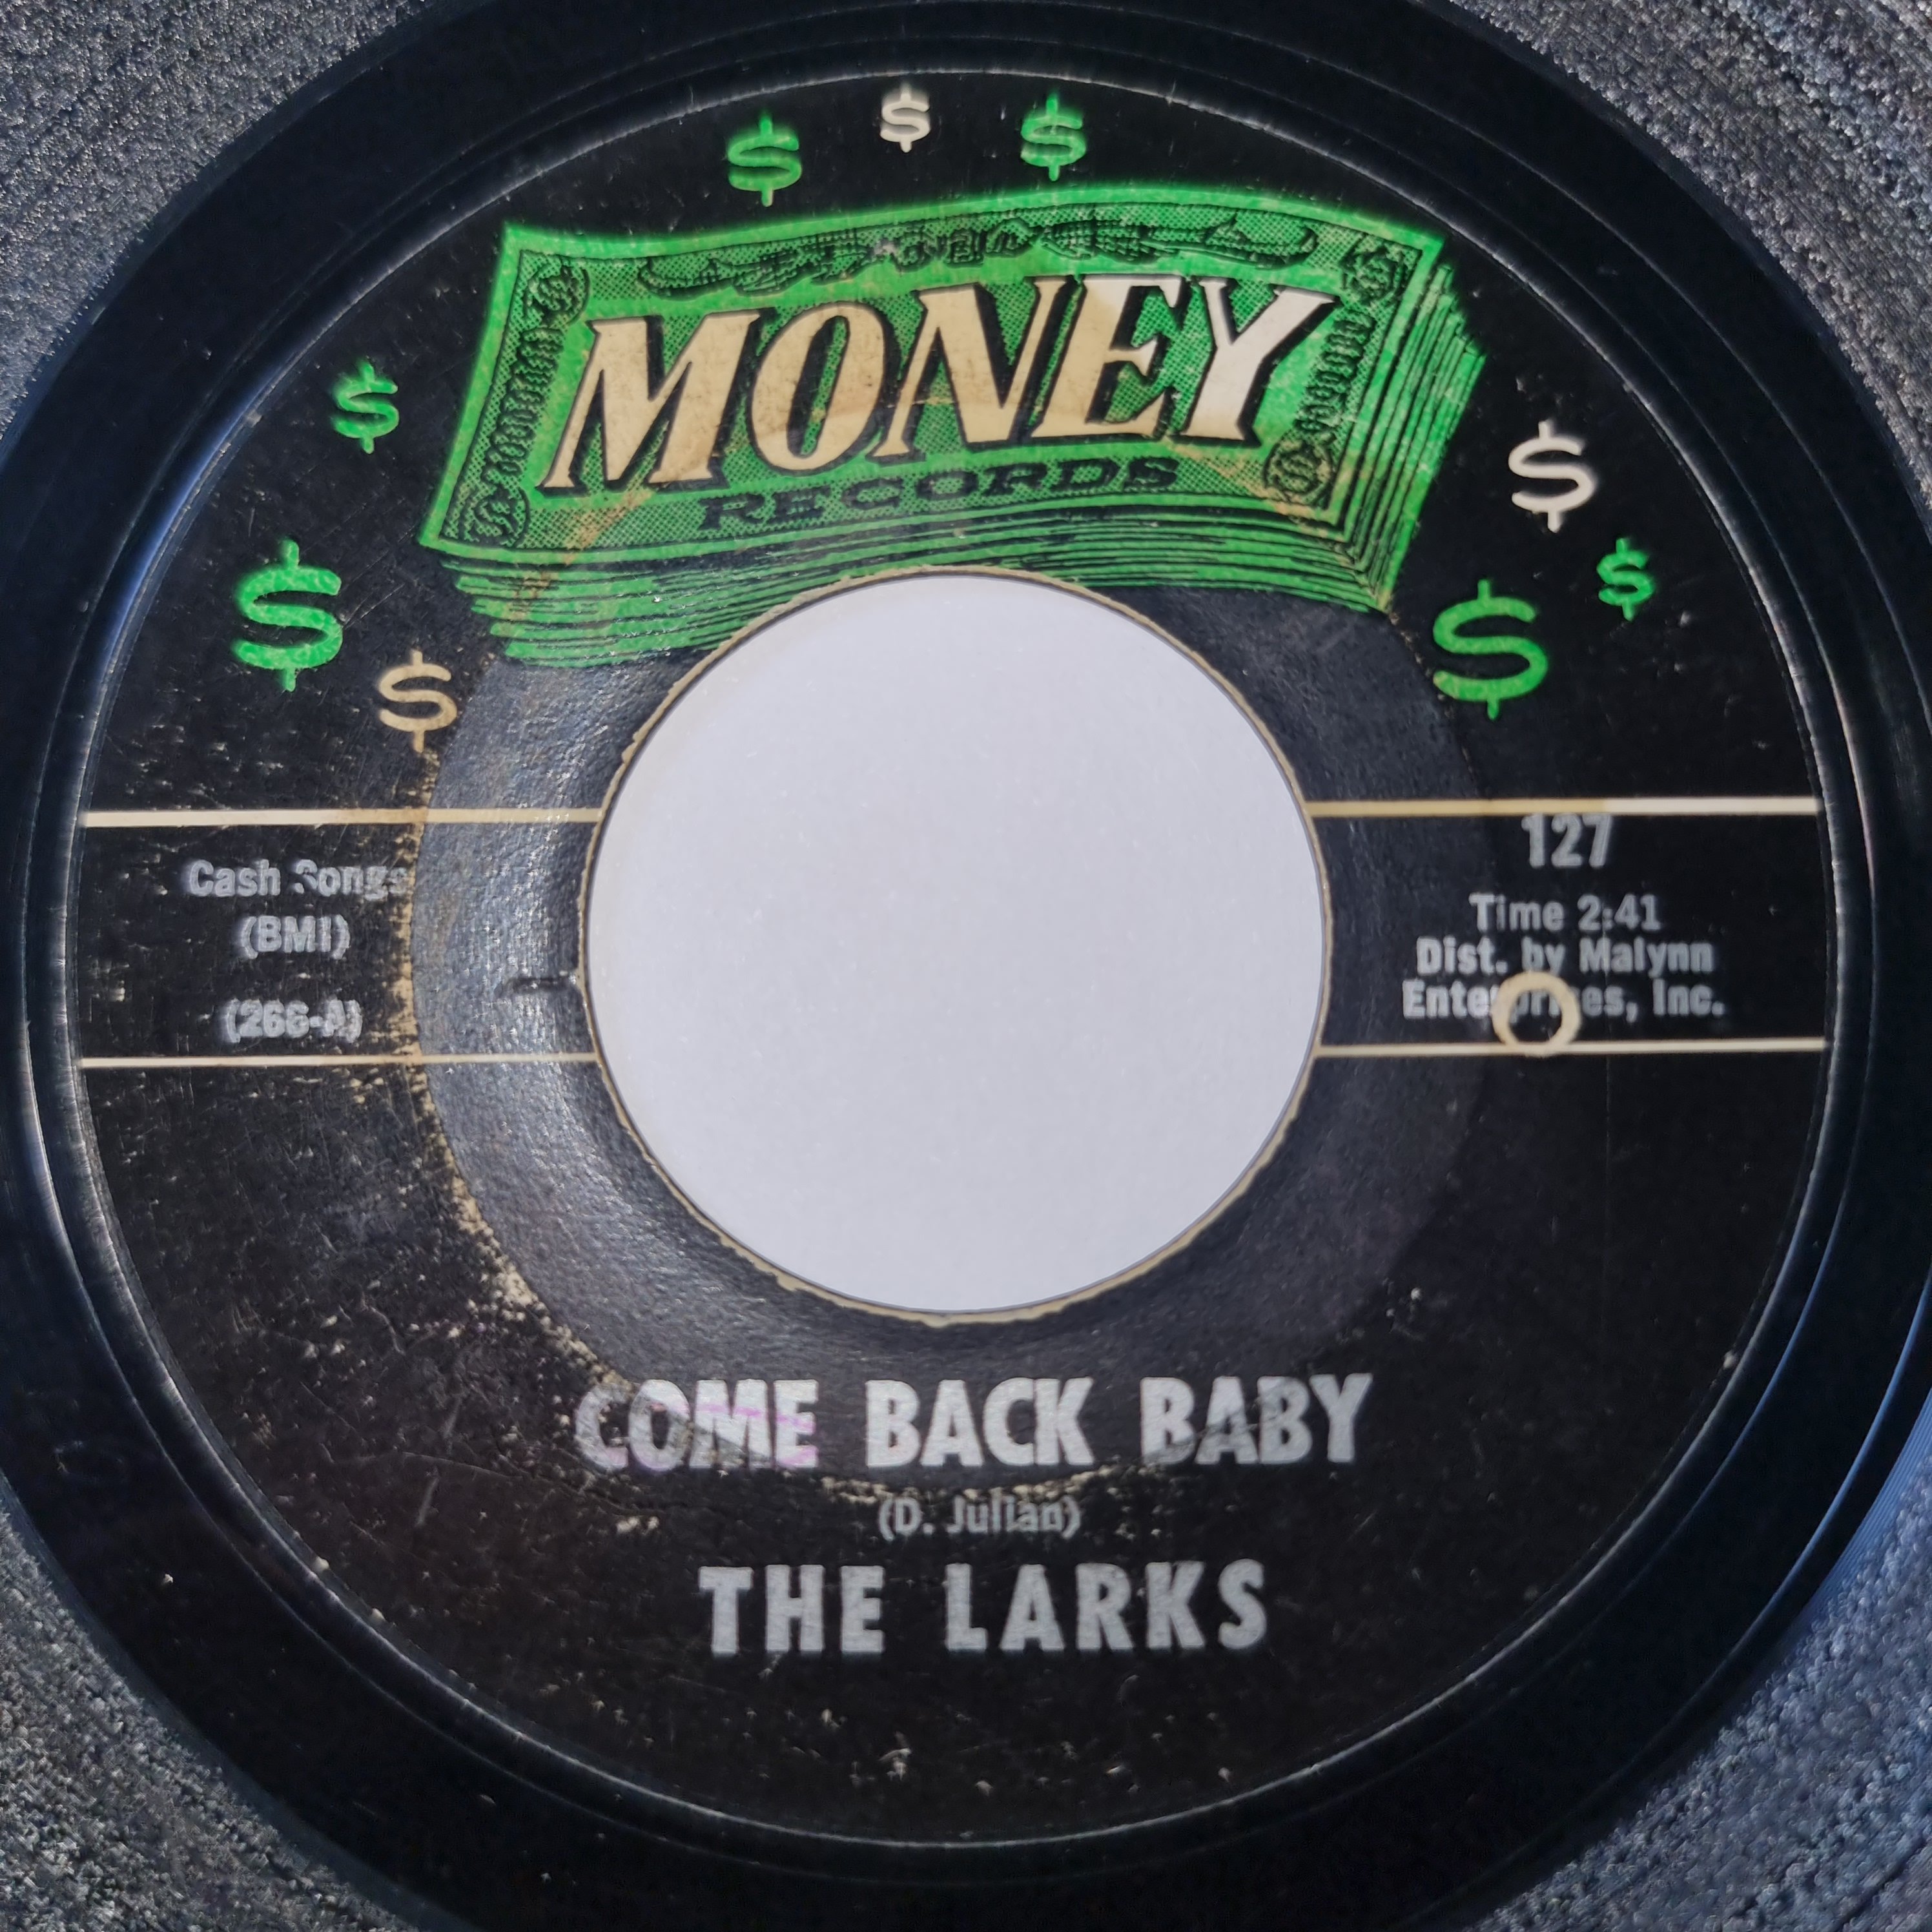 $ $ $
MONEY
RECORDS
$ $
$ $
$ $
Cash Songs
(BMI)
(266-A)
127
Time 2:41
Dist. by Malynn
Enterprises, Inc.
COME BACK BABY
(D. Julian)
THE LARKS